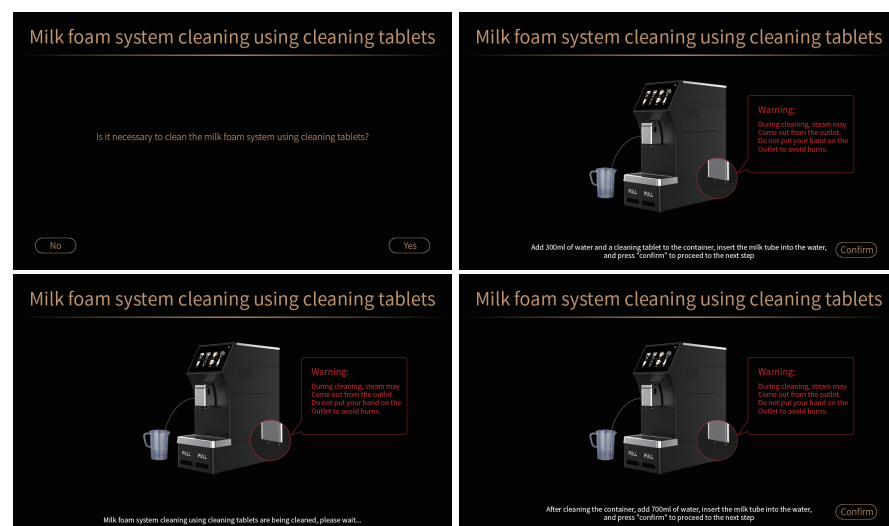 Milk foam system cleaning using cleaning tablets
Is it necessary to clean the milk foam system using cleaning tablets?
No
Yes
Milk foam system cleaning using cleaning tablets
Warning:
During cleaning, steam may
Come out from the outlet.
Do not put your hand on the
Outlet to avoid burns.
PULL PULL
Add 300ml of water and a cleaning tablet to the container, insert the milk tube into the water,
and press "confirm" to proceed to the next step
Confirm
Milk foam system cleaning using cleaning tablets
Warning:
During cleaning, steam may
Come out from the outlet.
Do not put your hand on the
Outlet to avoid burns.
PULL PULL
Milk foam system cleaning using cleaning tablets are being cleaned, please wait...
Milk foam system cleaning using cleaning tablets
Warning:
During cleaning, steam may
Come out from the outlet.
Do not put your hand on the
Outlet to avoid burns.
PULL PULL
After cleaning the container, add 700ml of water, insert the milk tube into the water,
and press "confirm" to proceed to the next step
Confirm